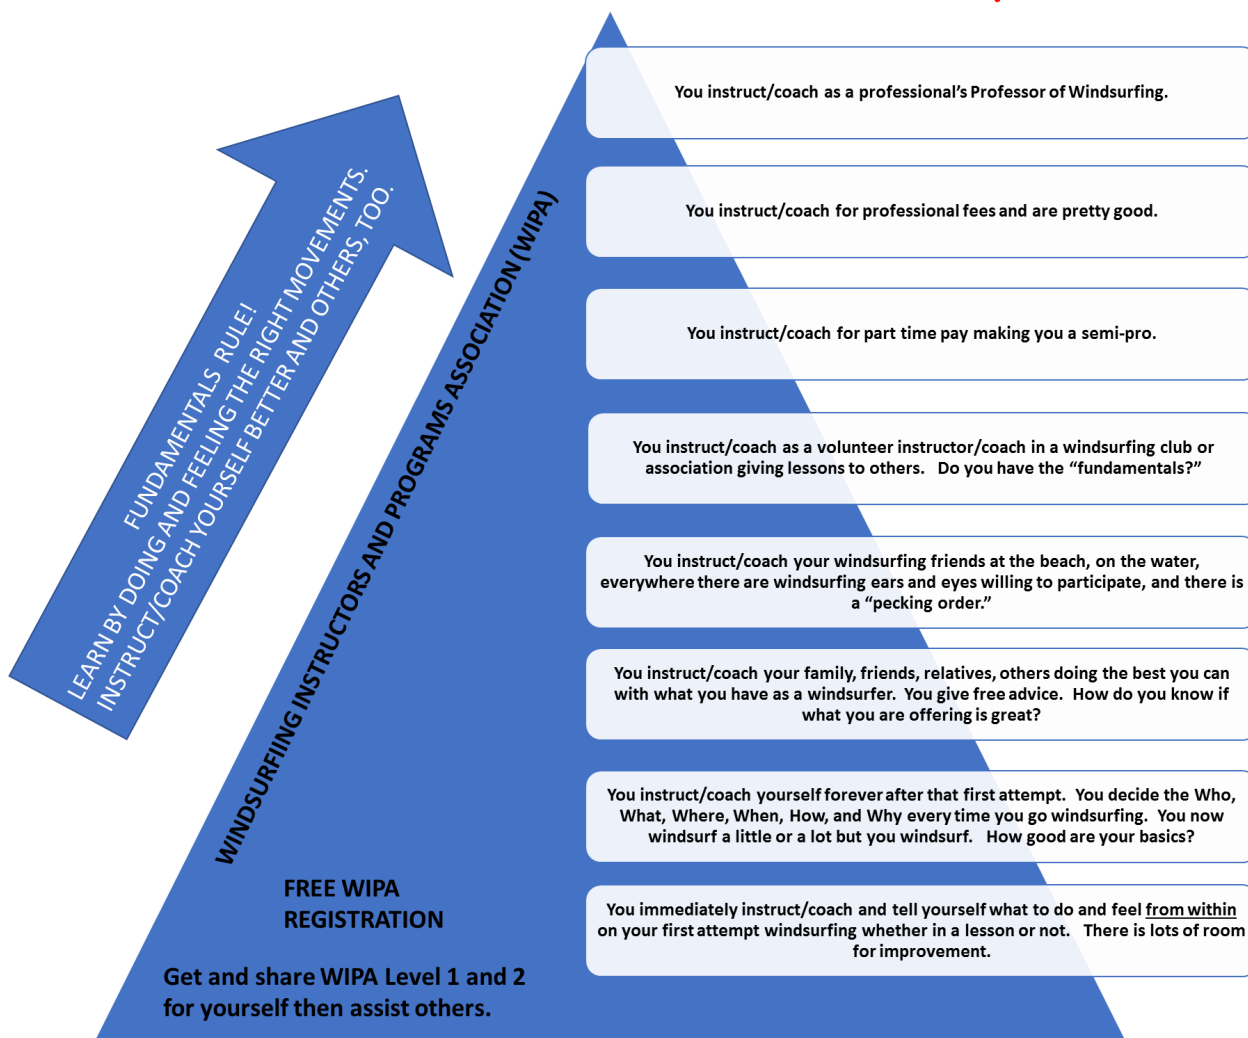 You instruct/coach as a professional’s Professor of Windsurfing.
You instruct/coach for professional fees and are pretty good.
You instruct/coach for part time pay making you a semi-pro.
You instruct/coach as a volunteer instructor/coach in a windsurfing club or
association giving lessons to others. Do you have the “fundamentals?”
You instruct/coach your windsurfing friends at the beach, on the water,
everywhere there are windsurfing ears and eyes willing to participate, and there is
a “pecking order.”
You instruct/coach your family, friends, relatives, others doing the best you can
with what you have as a windsurfer. You give free advice. How do you know if
what you are offering is great?
You instruct/coach yourself forever after that first attempt. You decide the Who,
What, Where, When, How, and Why every time you go windsurfing. You now
windsurf a little or a lot but you windsurf. How good are your basics?
You immediately instruct/coach and tell yourself what to do and feel from within
on your first attempt windsurfing whether in a lesson or not. There is lots of room
for improvement.
FUNDAMENTALS RULE!
LEARN BY DOING AND FEELING THE RIGHT MOVEMENTS.
INSTRUCT/COACH YOURSELF BETTER AND OTHERS, TOO.
WINDSURFIING INSTRUCTORS AND PROGRAMS ASSOCIATION (WIPA)
FREE WIPA
REGISTRATION
Get and share WIPA Level 1 and 2
for yourself then assist others.